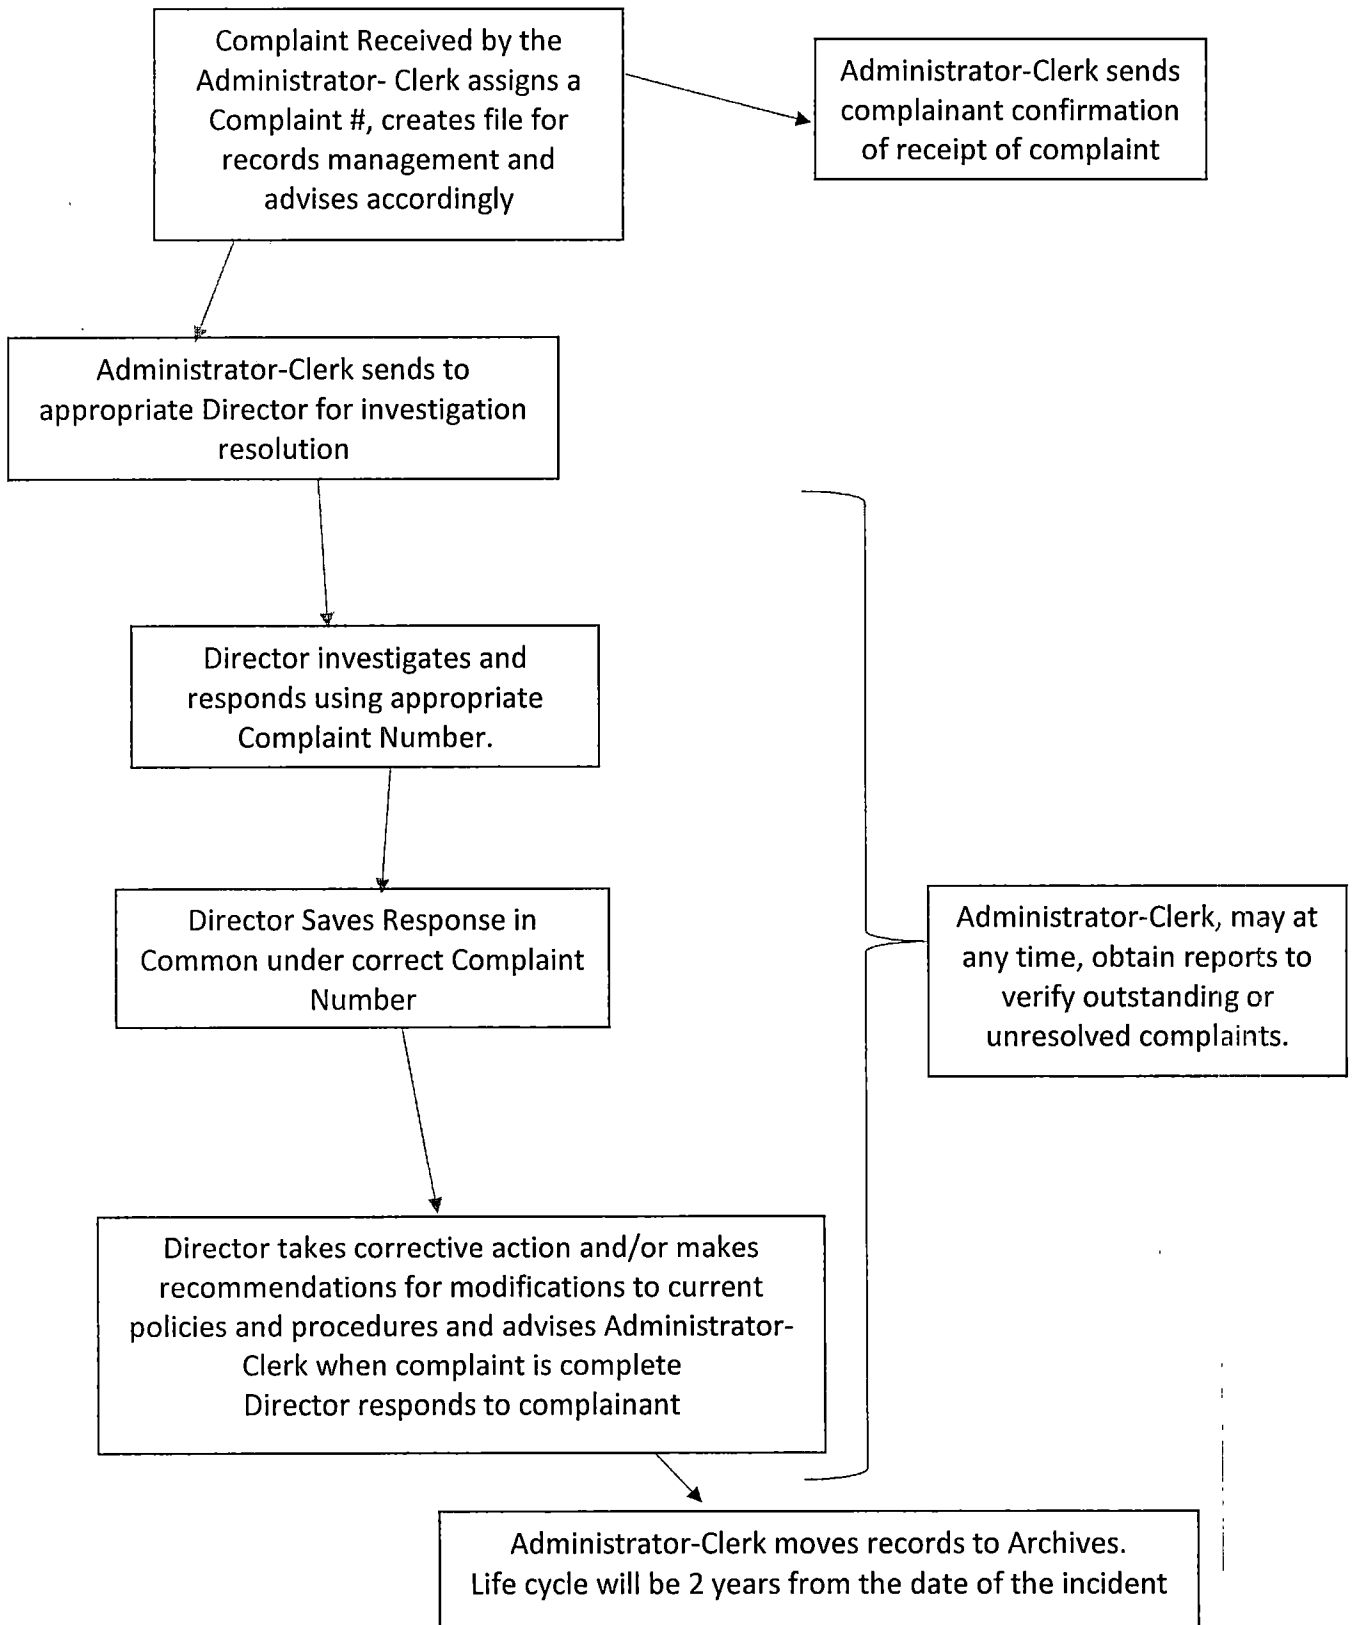 Complaint Received by the
Administrator- Clerk assigns a
Complaint #, creates file for
records management and
advises accordingly
Administrator-Clerk sends
complainant confirmation
of receipt of complaint
Administrator-Clerk sends to
appropriate Director for investigation
resolution
Director investigates and
responds using appropriate
Complaint Number.
Director Saves Response in
Common under correct Complaint
Number
Administrator-Clerk, may at
any time, obtain reports to
verify outstanding or
unresolved complaints.
Director takes corrective action and/or makes
recommendations for modifications to current
policies and procedures and advises Administrator-
Clerk when complaint is complete
Director responds to complainant
Administrator-Clerk moves records to Archives.
Life cycle will be 2 years from the date of the incident